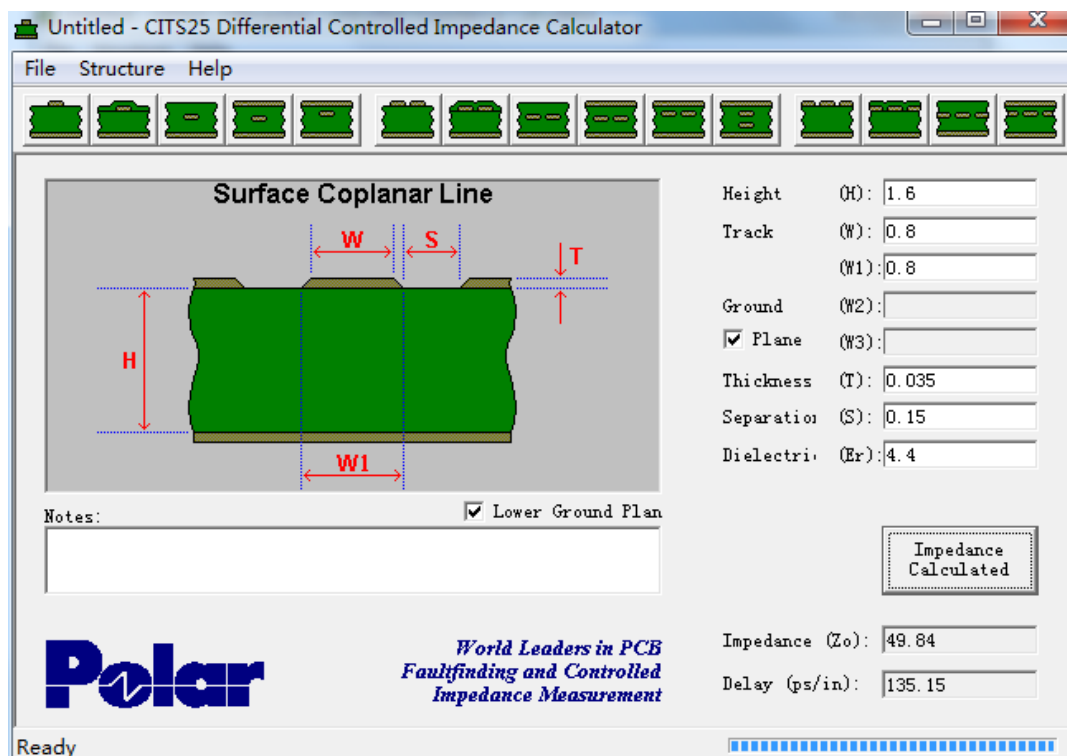 Untitled - CITS25 Differential Controlled Impedance Calculator
File Structure Help
Surface Coplanar Line
W
S
T
H
W1
Height (H): 1.6
Track (W): 0.8
(W1): 0.8
Ground (W2):
Plane (W3):
Thickness (T): 0.035
Separatio (S): 0.15
Dielectri (Er): 4.4
Notes:
Lower Ground Plan
Impedance
Calculated
Polar
World Leaders in PCB
Faultfinding and Controlled
Impedance Measurement
Impedance (Zo): 49.84
Delay (ps/in): 135.15
Ready